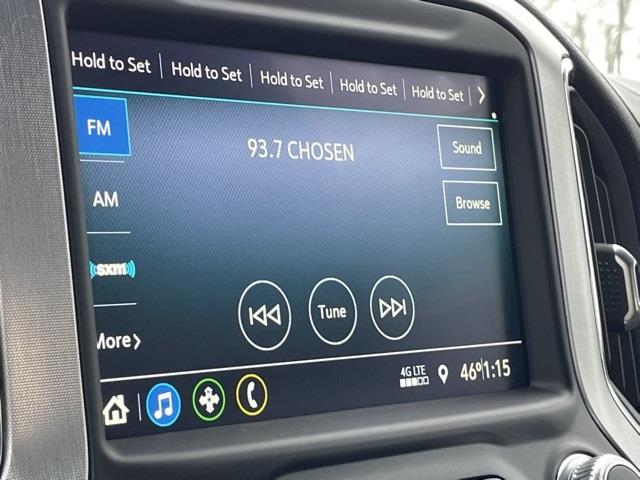 Hold to Set Hold to Set Hold to Set Hold to Set Hold to Set
FM
93.7 CHOSEN
Sound
AM
Browse
sxm
More
Tune
4G LTE
46° 1:15